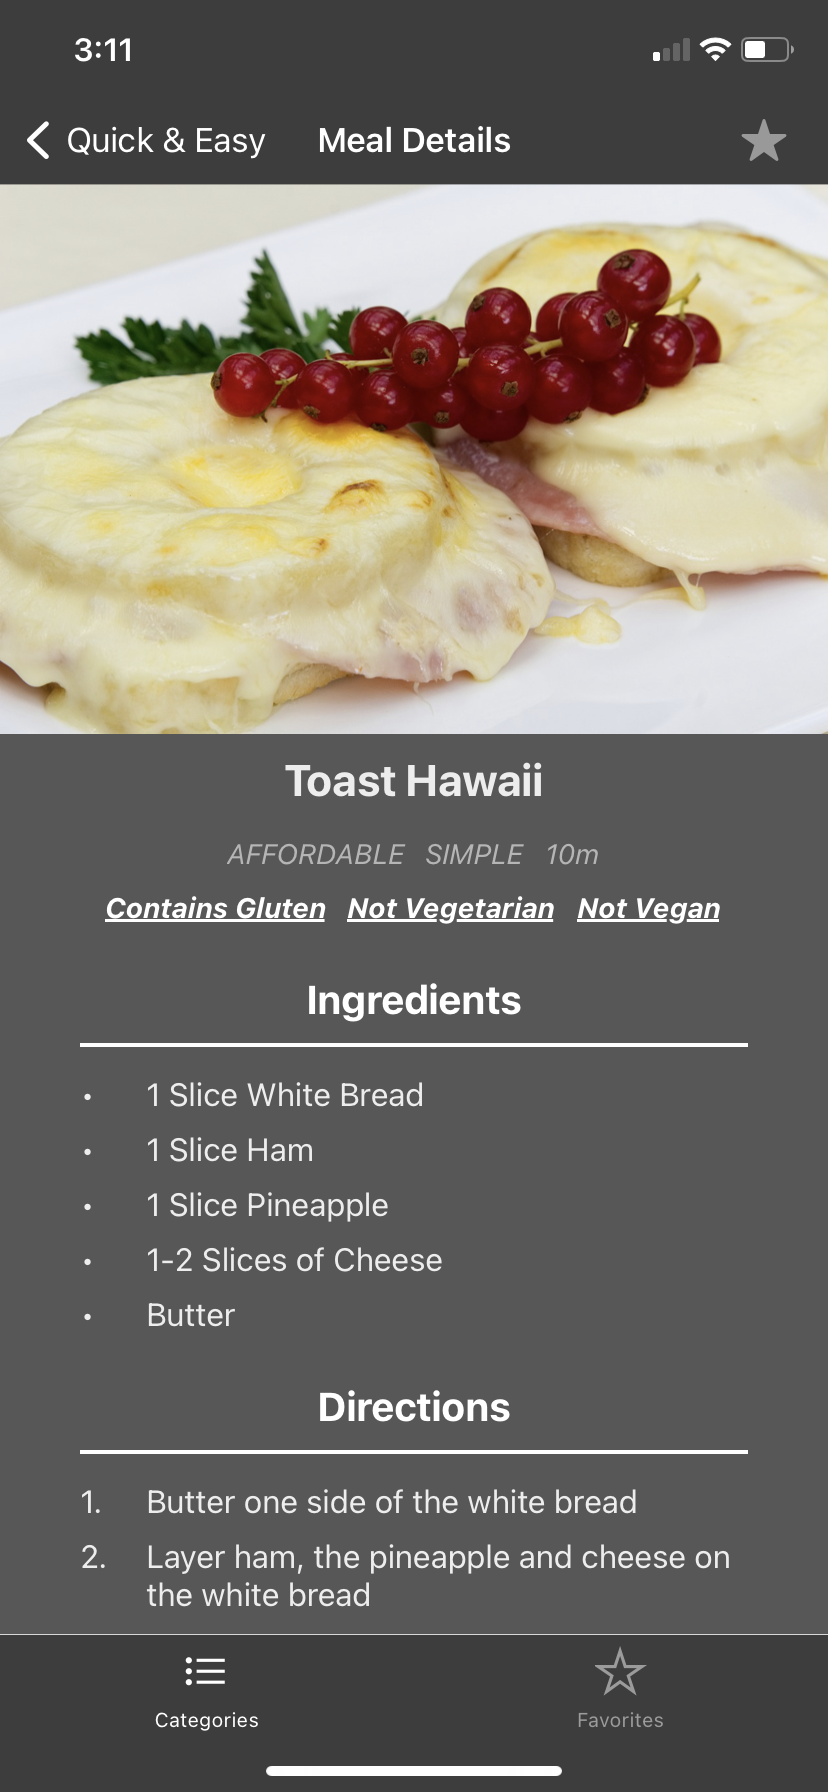 3:11
Quick & Easy Meal Details
Toast Hawaii
AFFORDABLE SIMPLE 10m
Contains Gluten Not Vegetarian Not Vegan
Ingredients
• 1 Slice White Bread
• 1 Slice Ham
• 1 Slice Pineapple
• 1-2 Slices of Cheese
• Butter
Directions
1. Butter one side of the white bread
2. Layer ham, the pineapple and cheese on
the white bread
Categories Favorites